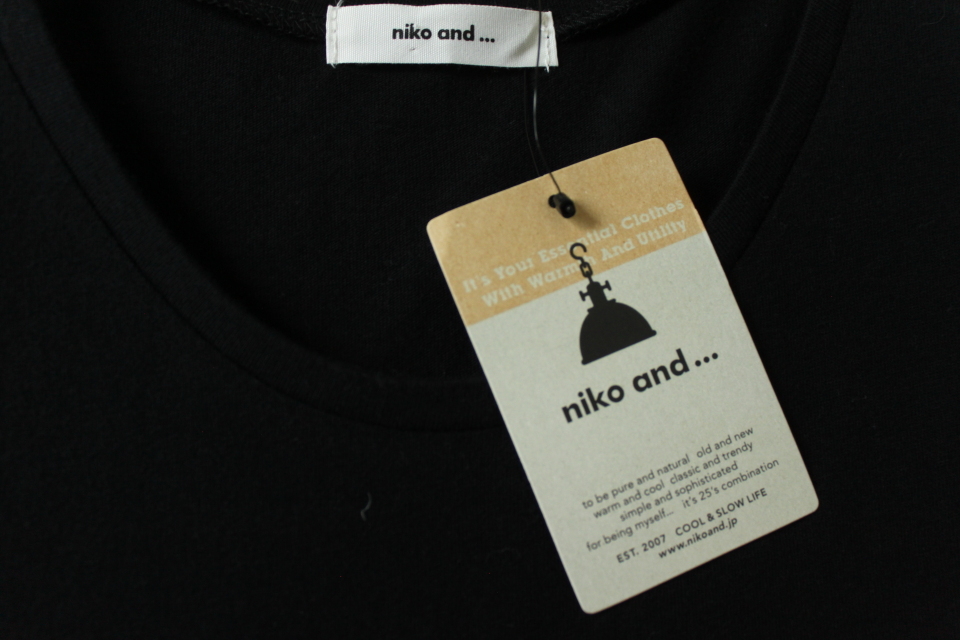 niko and ...
It's Your Essential Clothes
With Warmth And Utility
niko and ...
to be pure and natural old and new
warm and cool classic and trendy
simple and sophisticated
for being myself... it's 25's combination
EST. 2007 COOL & SLOW LIFE
www.nikoand.jp